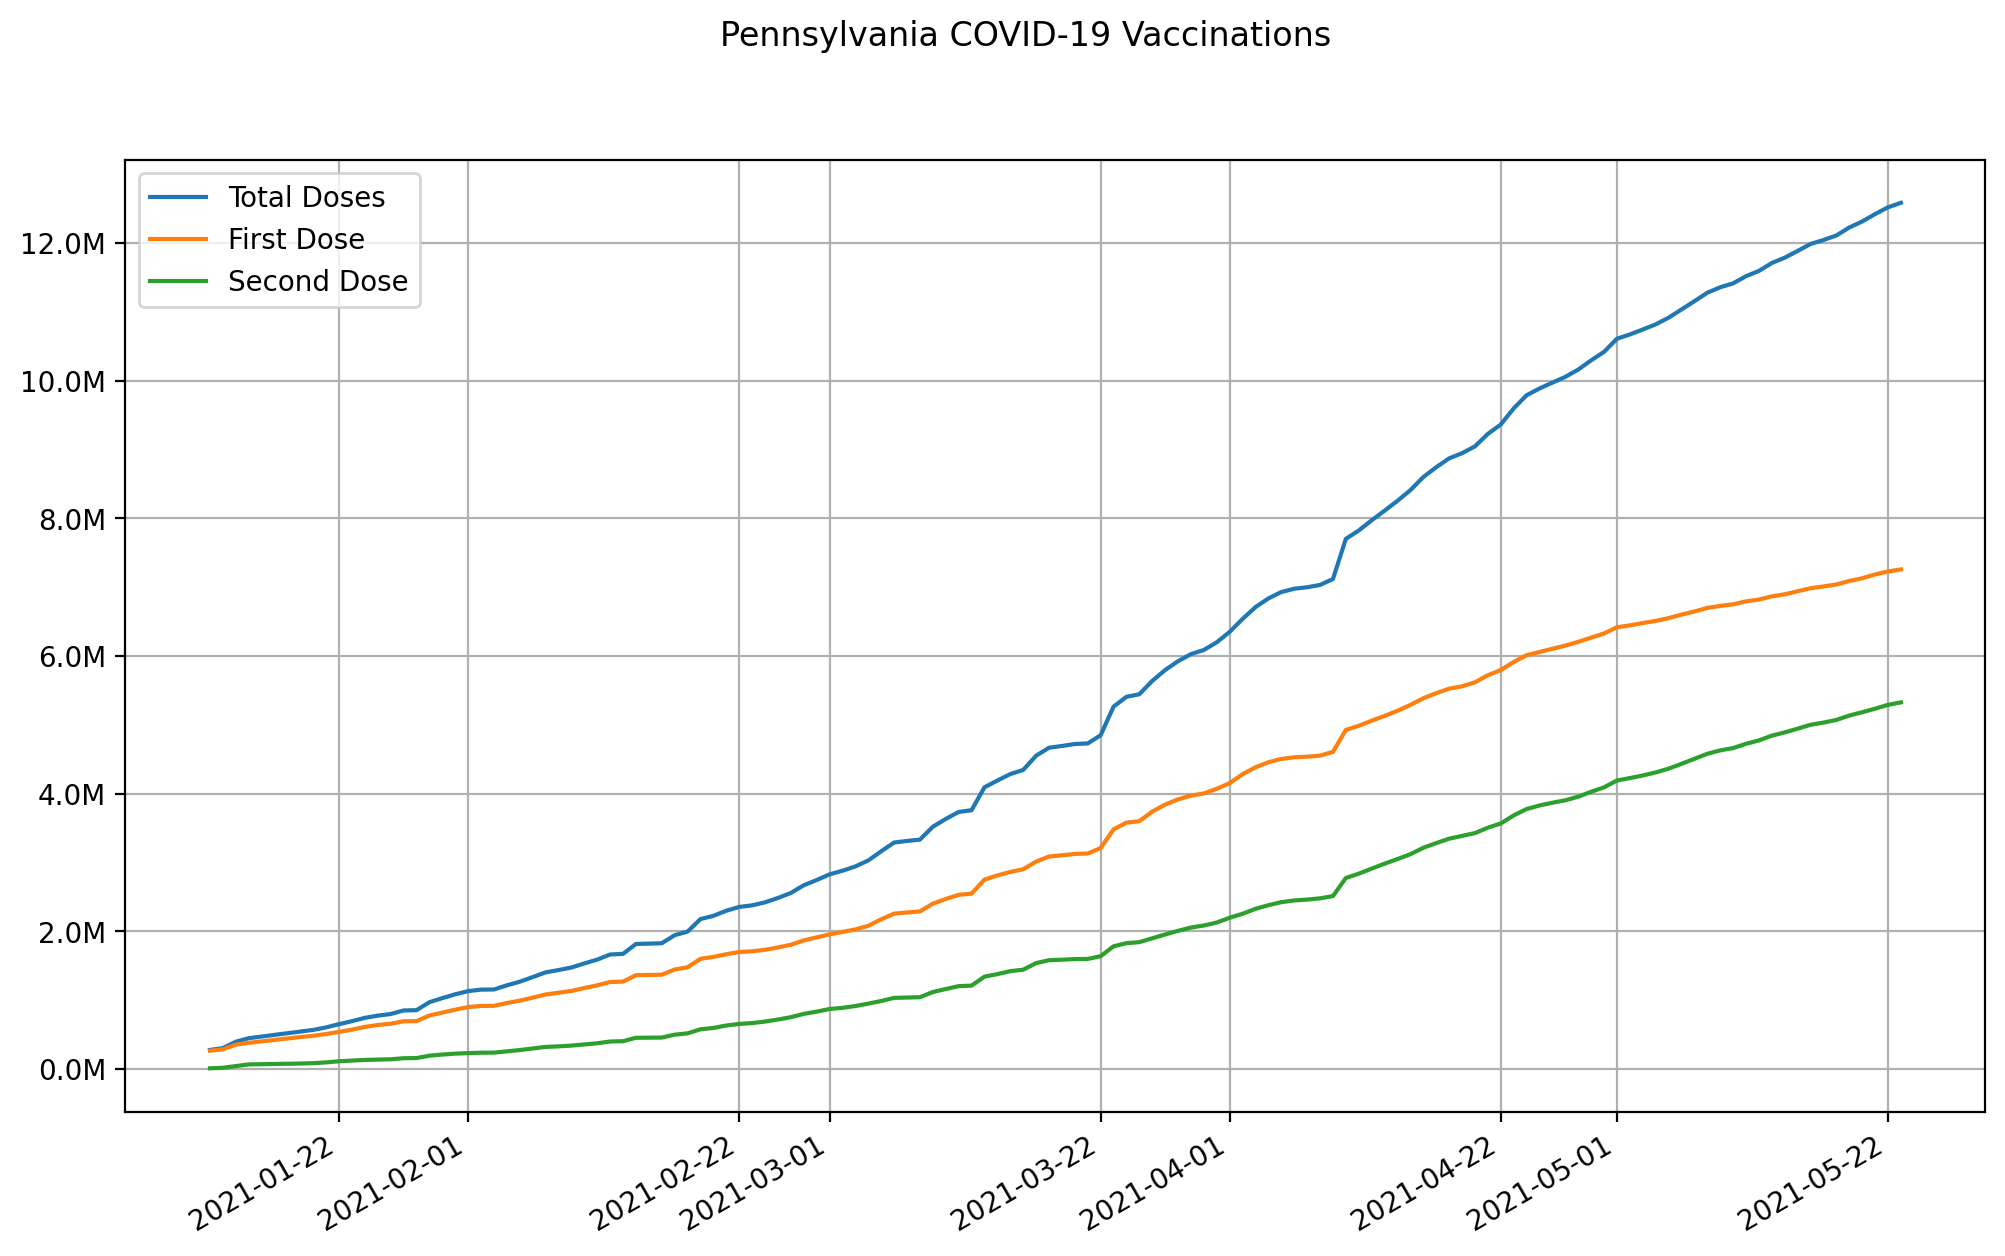 Pennsylvania COVID-19 Vaccinations
Total Doses
First Dose
Second Dose
12.0M
10.0M
8.0M
6.0M
4.0M
2.0M
0.0M
2021-01-22
2021-02-01
2021-02-22
2021-03-01
2021-03-22
2021-04-01
2021-04-22
2021-05-01
2021-05-22